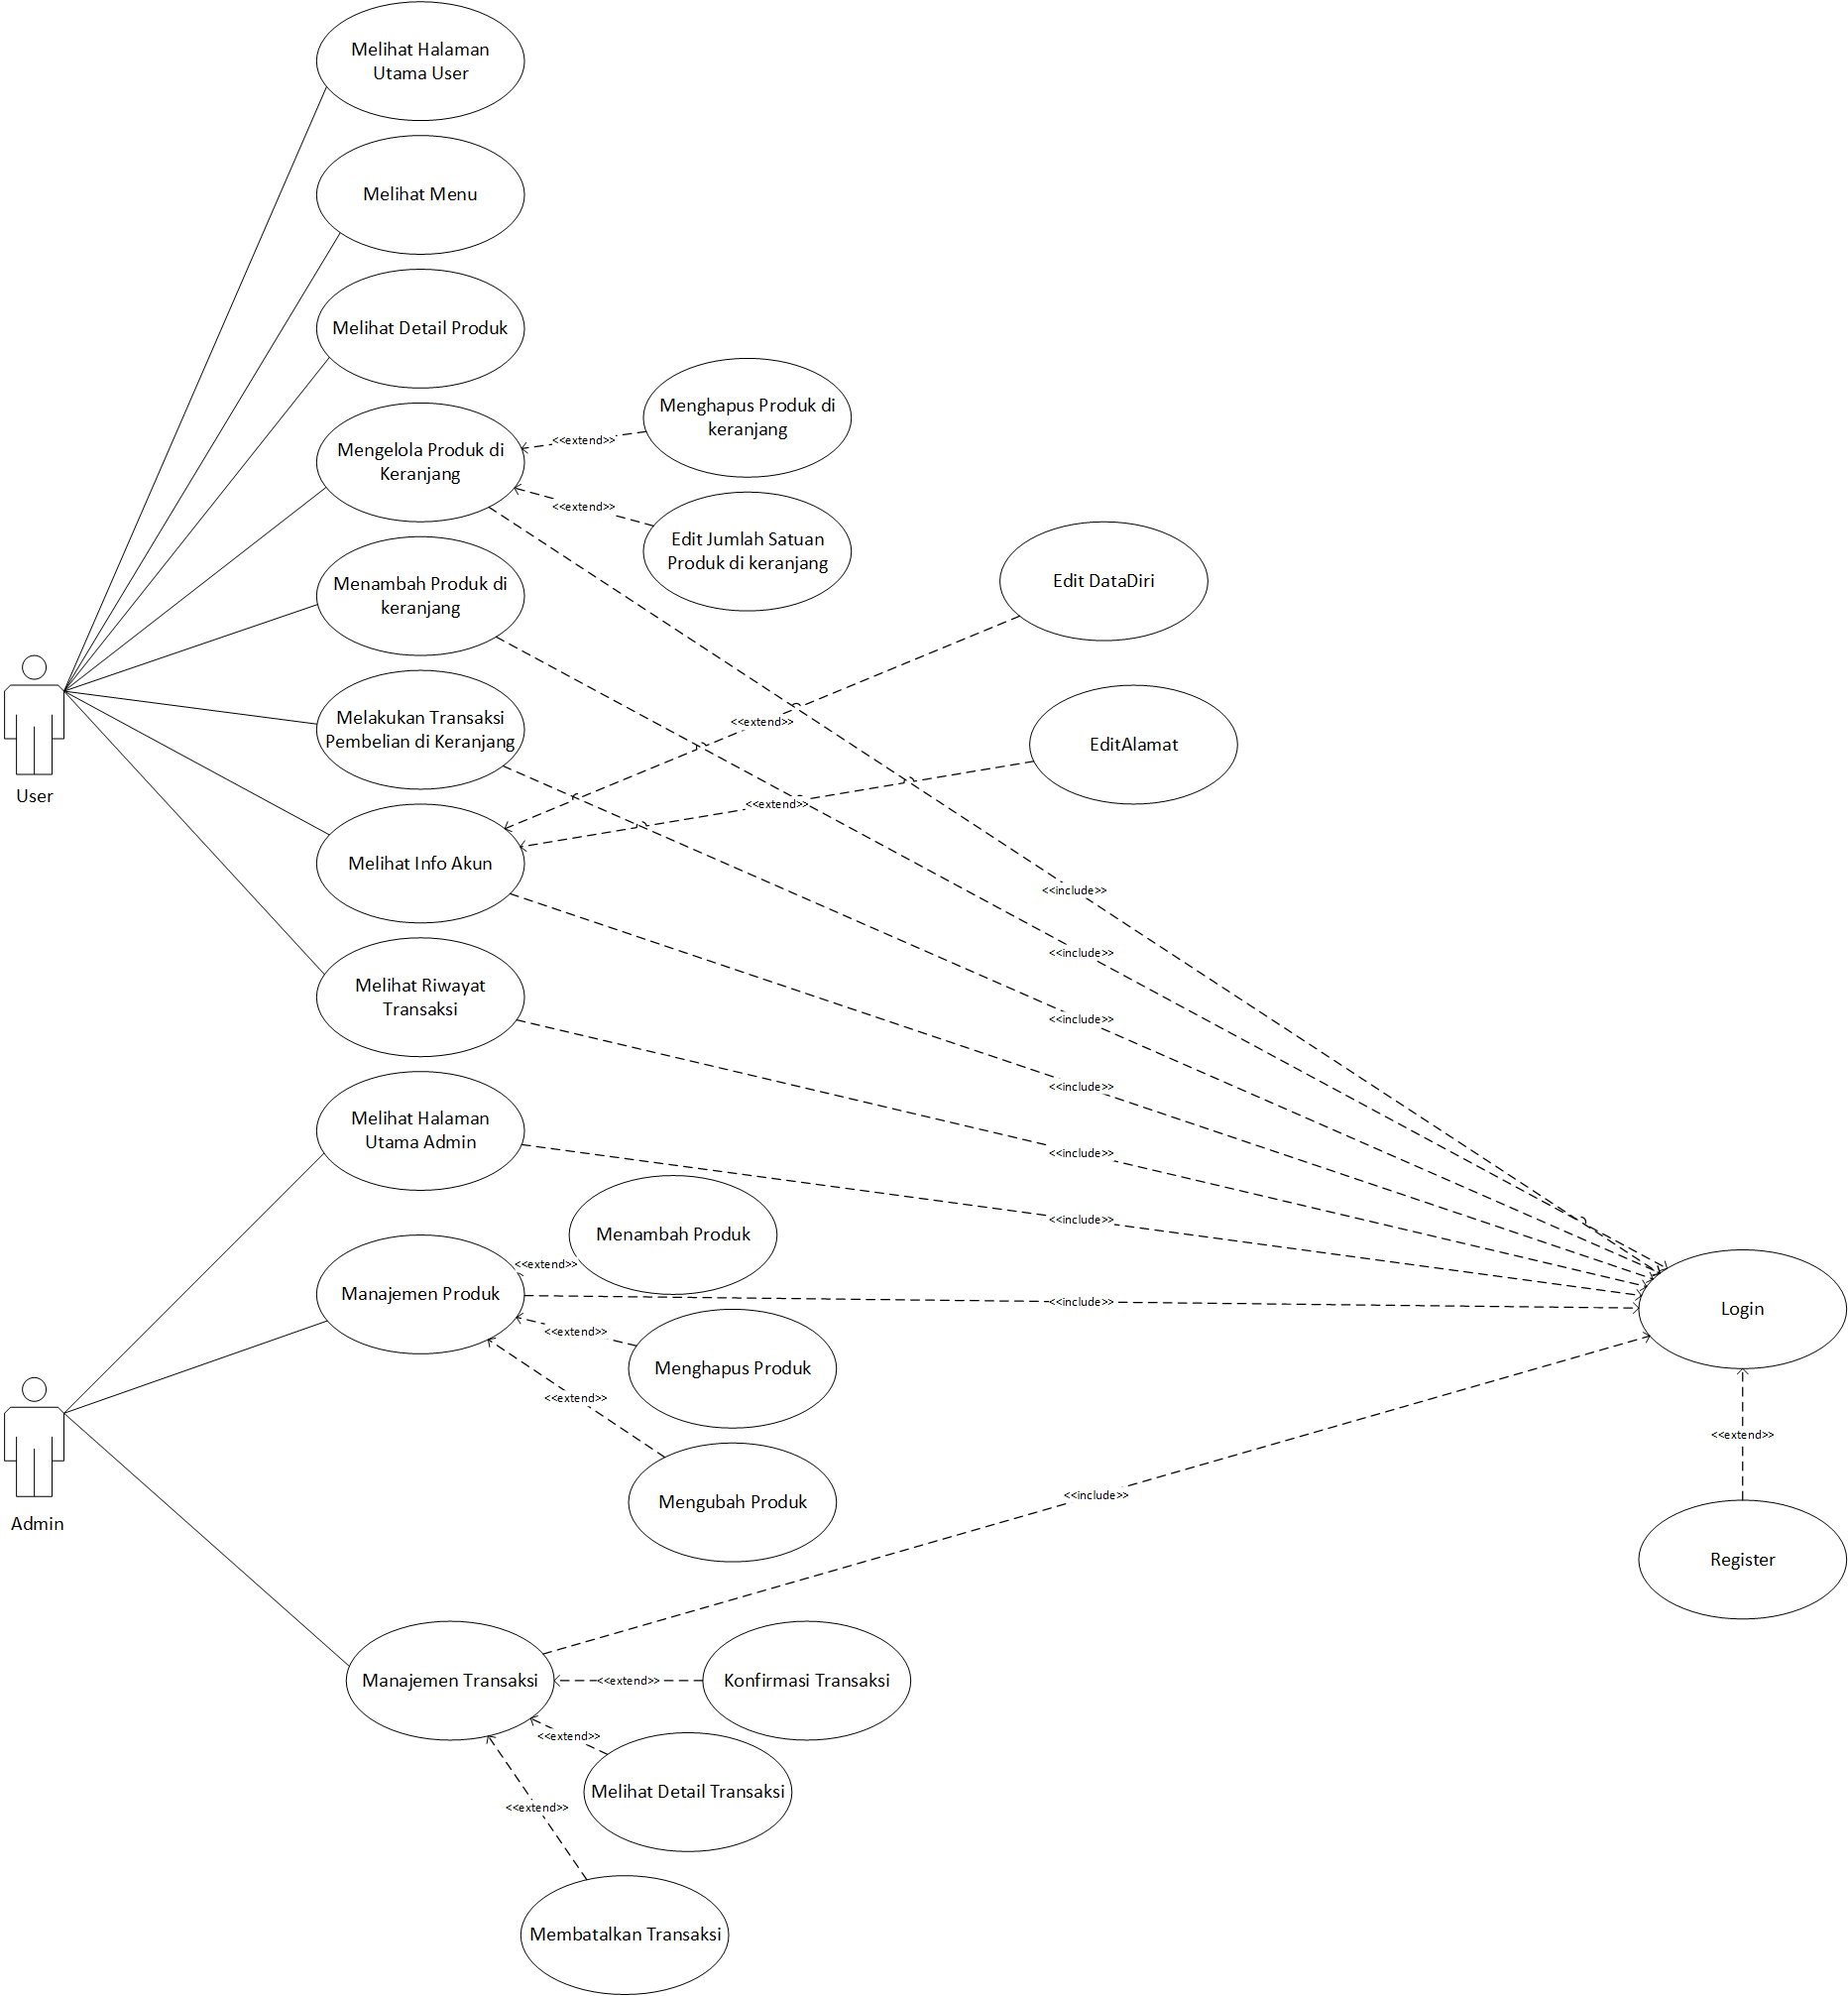 Melihat Halaman
Utama User
Melihat Menu
Melihat Detail Produk
Mengelola Produk di
Keranjang
<<extend>>
Menghapus Produk di
keranjang
<<extend>>
Edit Jumlah Satuan
Produk di keranjang
Menambah Produk di
keranjang
Edit DataDiri
Melakukan Transaksi
Pembelian di Keranjang
<<extend>>
EditAlamat
User
<<extend>>
Melihat Info Akun
<<include>>
<<include>>
Melihat Riwayat
Transaksi
<<include>>
<<include>>
Melihat Halaman
Utama Admin
<<include>>
<<include>>
Menambah Produk
<<extend>>
Manajemen Produk
<<include>>
Login
<<extend>>
Menghapus Produk
<<extend>>
<<extend>>
Mengubah Produk
<<include>>
Admin
Register
Manajemen Transaksi
<<extend>>
Konfirmasi Transaksi
<<extend>>
Melihat Detail Transaksi
<<extend>>
Membatalkan Transaksi